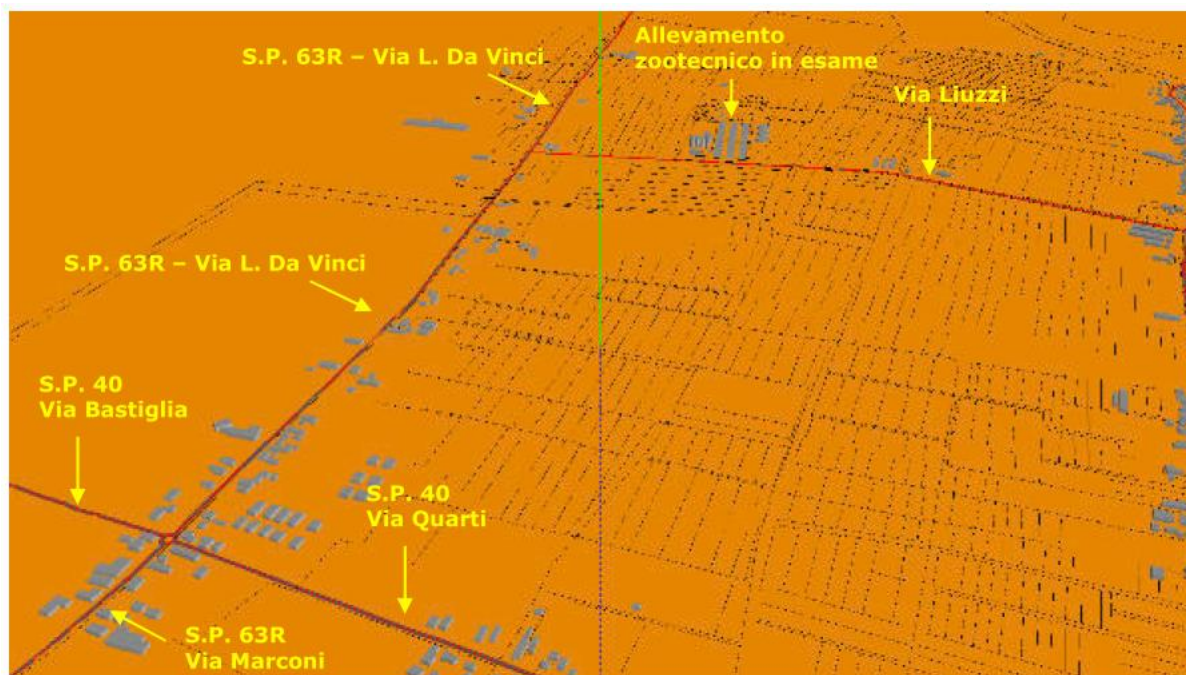 S.P. 63R – Via L. Da Vinci
Allevamento
zootecnico in esame
Via Liuzzi
S.P. 63R – Via L. Da Vinci
S.P. 40
Via Bastiglia
S.P. 40
Via Quarti
S.P. 63R
Via Marconi